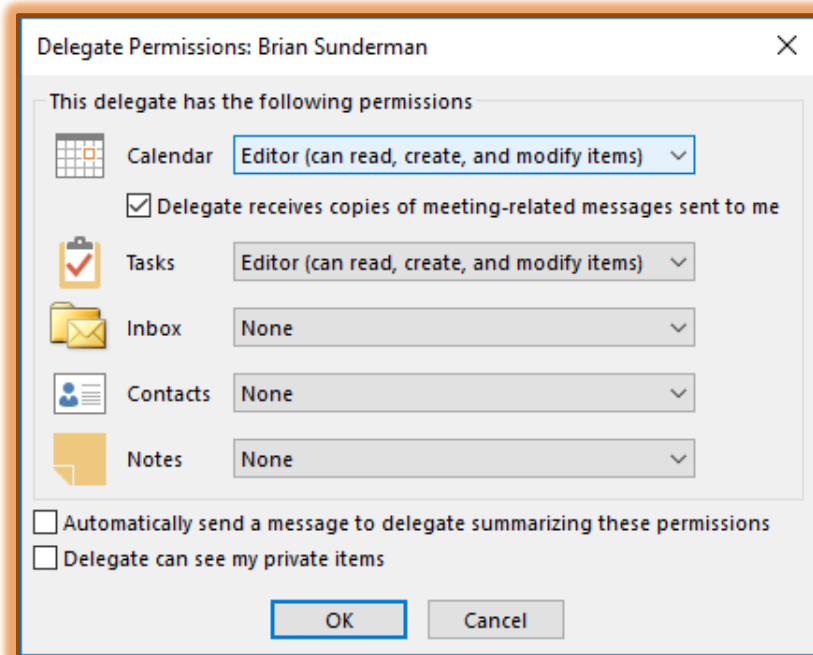 Delegate Permissions: Brian Sunderman
This delegate has the following permissions
Calendar Editor (can read, create, and modify items)
Delegate receives copies of meeting-related messages sent to me
Tasks Editor (can read, create, and modify items)
Inbox None
Contacts None
Notes None
Automatically send a message to delegate summarizing these permissions
Delegate can see my private items
OK Cancel